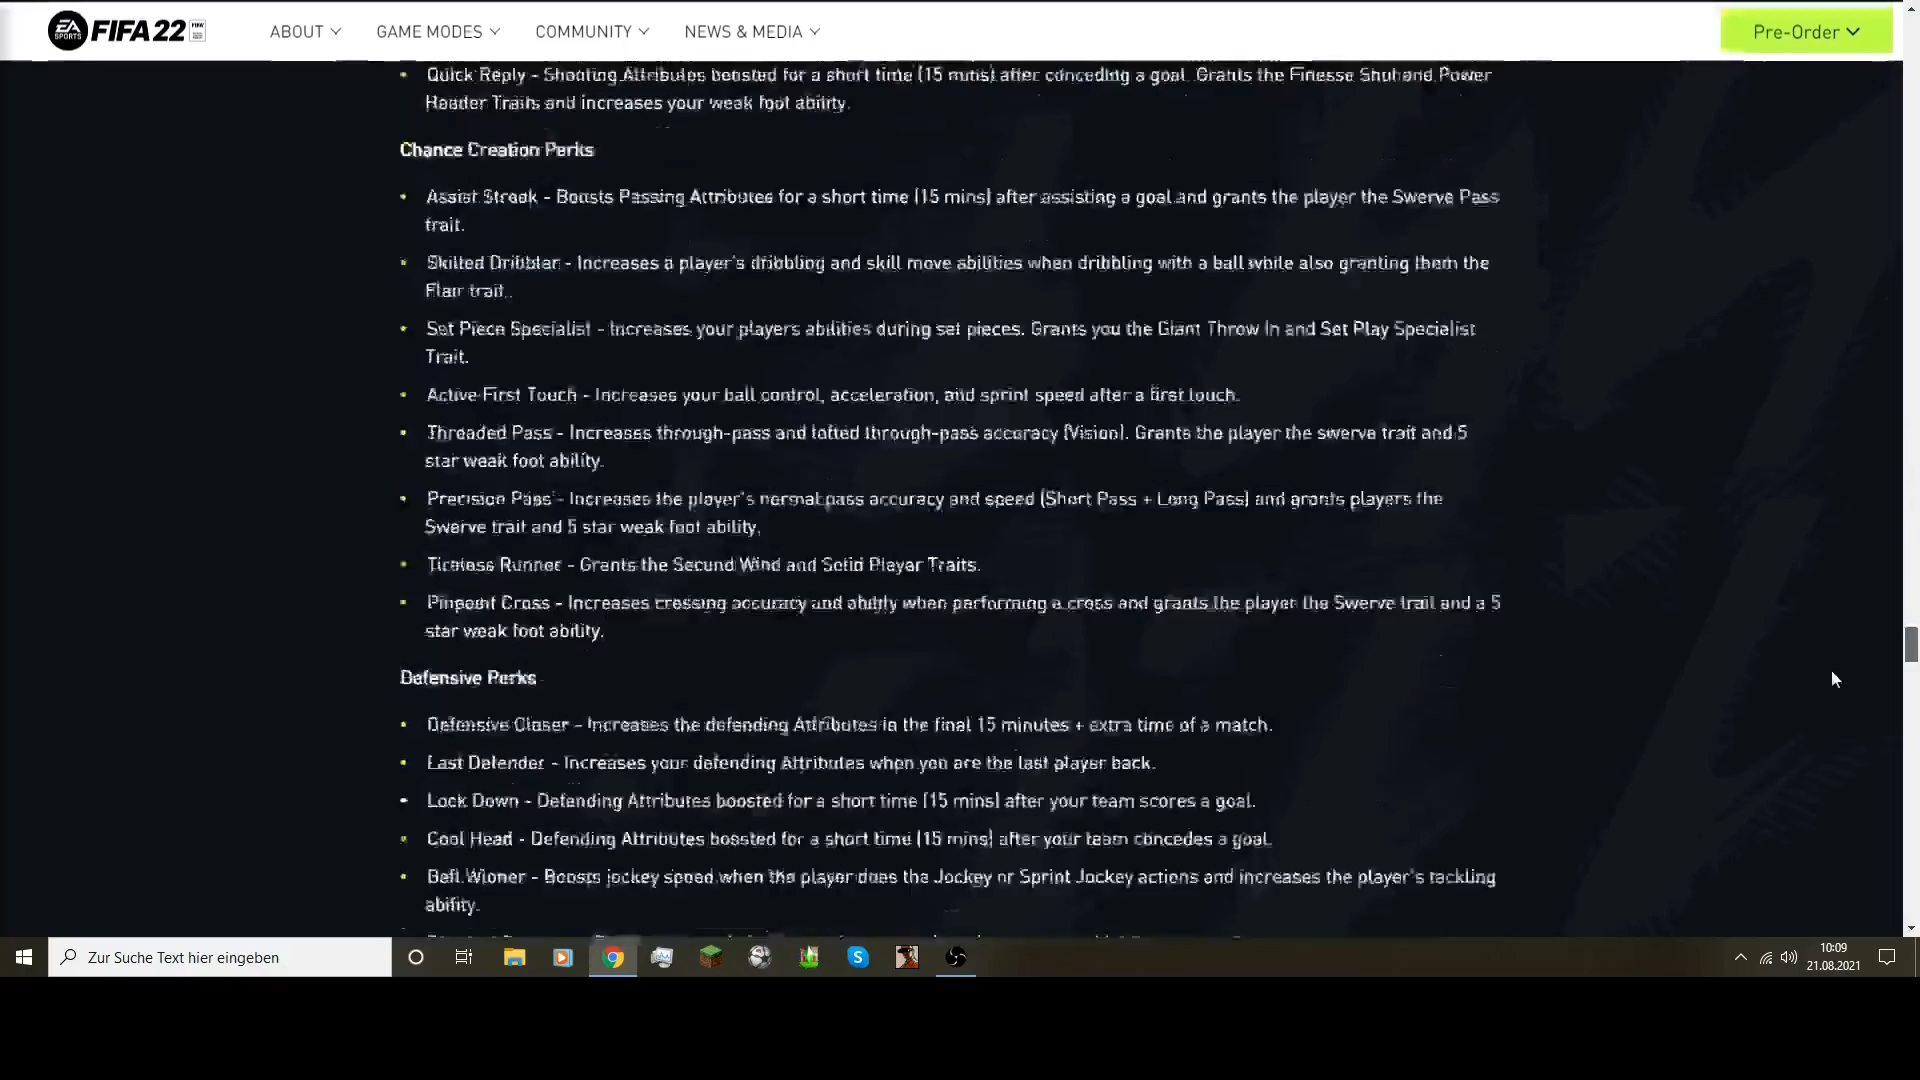 EA SPORTS FIFA 22
ABOUT GAME MODES COMMUNITY NEWS & MEDIA Pre-Order
Quick Reply - Shooting Attributes boosted for a short time (15 mins) after conceding a goal. Grants the Finesse Shot and Power
Header Traits and increases your weak foot ability.
Chance Creation Perks
Assist Streak - Boosts Passing Attributes for a short time (15 mins) after assisting a goal and grants the player the Swerve Pass
trait.
Skilled Dribbler - Increases a player's dribbling and skill move abilities when dribbling with a ball while also granting them the
Flair trait.
Set Piece Specialist - Increases your players abilities during set pieces. Grants you the Giant Throw In and Set Play Specialist
Trait.
Active First Touch - Increases your ball control, acceleration, and sprint speed after a first touch.
Threaded Pass - Increases through-pass and lofted through-pass accuracy (Vision). Grants the player the swerve trait and 5
star weak foot ability.
Precision Pass - Increases the player's normal pass accuracy and speed (Short Pass + Long Pass) and grants players the
Swerve trait and 5 star weak foot ability.
Tireless Runner - Grants the Second Wind and Solid Player Traits.
Pinpoint Cross - Increases crossing accuracy and ability when performing a cross and grants the player the Swerve trait and a 5
star weak foot ability.
Defensive Perks
Defensive Closer - Increases the defending Attributes in the final 15 minutes + extra time of a match.
Last Defender - Increases your defending Attributes when you are the last player back.
Lock Down - Defending Attributes boosted for a short time (15 mins) after your team scores a goal.
Cool Head - Defending Attributes boosted for a short time (15 mins) after your team concedes a goal.
Ball Winner - Boosts jockey speed when the player does the Jockey or Sprint Jockey actions and increases the player's tackling
ability.
Zur Suche Text hier eingeben
10:09
21.08.2021